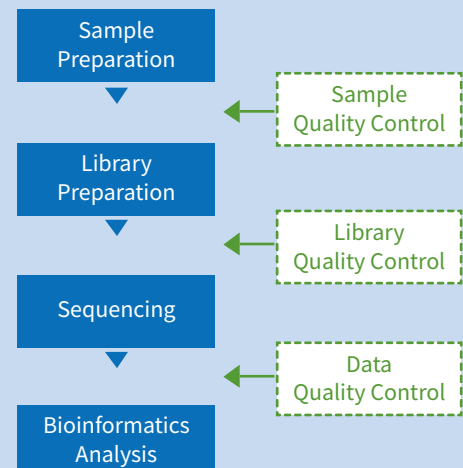 Sample
Preparation
Sample
Quality Control
Library
Preparation
Library
Quality Control
Sequencing
Data
Quality Control
Bioinformatics
Analysis